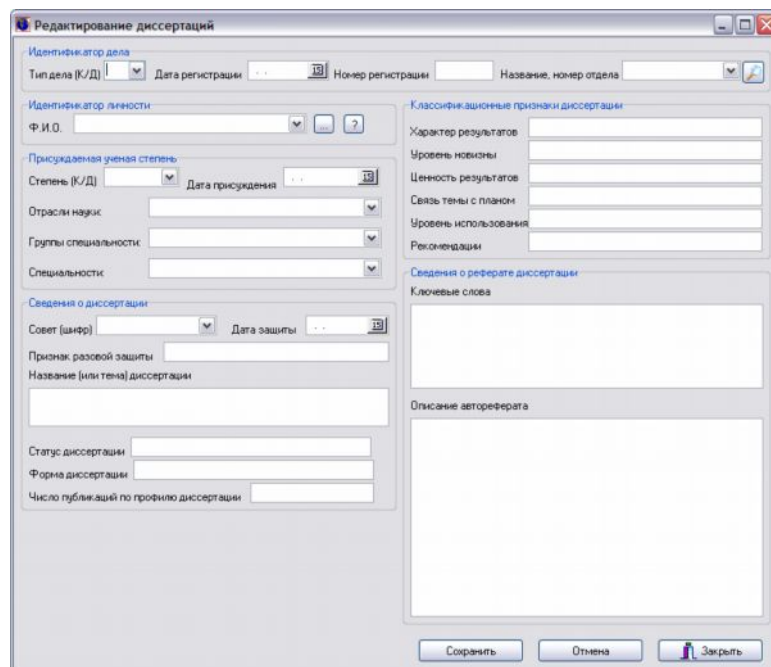 Редактирование диссертаций
Идентификатор дела
Тип дела (К/Д) Дата регистрации . . 15 Номер регистрации Название, номер отдела
Идентификатор личности
Ф.И.О. ... ?
Присуждаемая ученая степень
Степень (К/Д) Дата присуждения . . 15
Отрасли науки:
Группы специальности:
Специальности:
Сведения о диссертации
Совет (шифр) Дата защиты . . 15
Признак разовой защиты
Название (или тема) диссертации
Статус диссертации
Форма диссертации
Число публикаций по профилю диссертации
Классификационные признаки диссертации
Характер результатов
Уровень новизны
Ценность результатов
Связь темы с планом
Уровень использования
Рекомендации
Сведения о реферате диссертации
Ключевые слова
Описание автореферата
Сохранить Отмена Закрыть